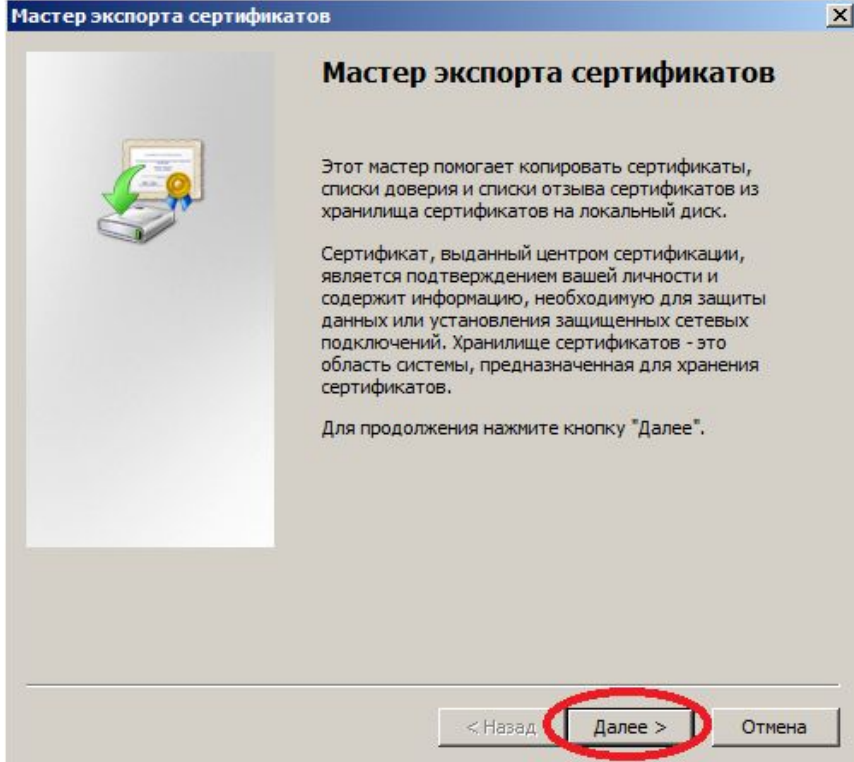 Мастер экспорта сертификатов
Мастер экспорта сертификатов
Этот мастер помогает копировать сертификаты,
списки доверия и списки отзыва сертификатов из
хранилища сертификатов на локальный диск.
Сертификат, выданный центром сертификации,
является подтверждением вашей личности и
содержит информацию, необходимую для защиты
данных или установления защищенных сетевых
подключений. Хранилище сертификатов - это
область системы, предназначенная для хранения
сертификатов.
Для продолжения нажмите кнопку "Далее".
< Назад
Далее >
Отмена